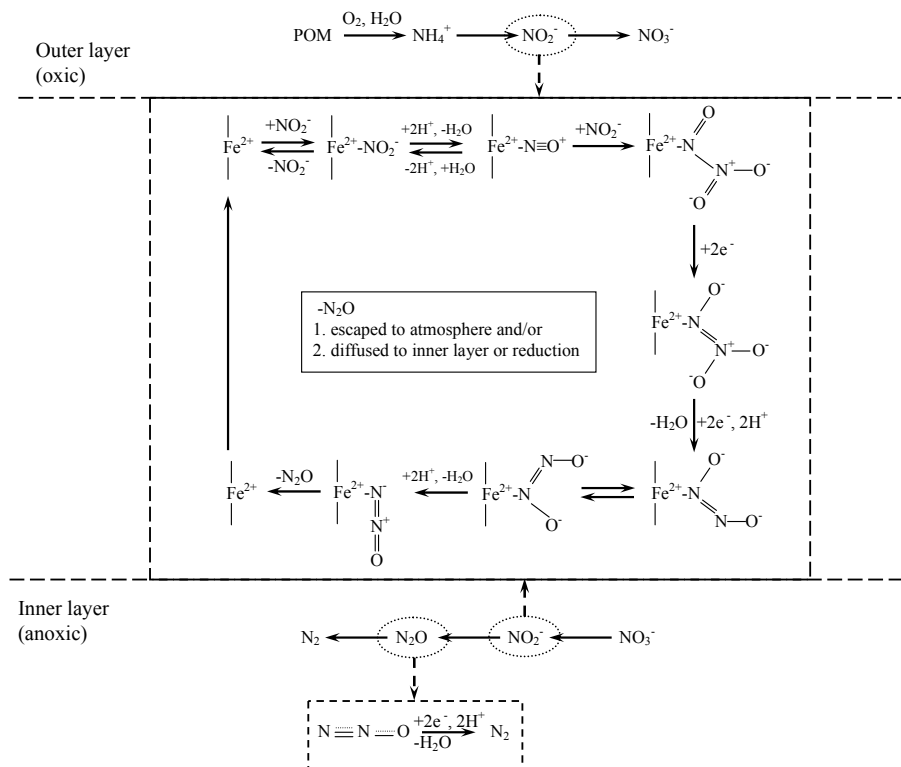 O₂, H₂O
POM NH₄⁺ NO₂⁻ NO₃⁻
Outer layer
(oxic)
+NO₂⁻ +2H⁺, -H₂O +NO₂⁻
Fe²⁺ Fe²⁺-NO₂⁻ Fe²⁺-N≡O⁺ Fe²⁺-N
-NO₂⁻ -2H⁺, +H₂O
O
N⁺ O⁻
⁻O
+2e⁻
O⁻
Fe²⁺-N
N⁺ O⁻
⁻O
-N₂O
1. escaped to atmosphere and/or
2. diffused to inner layer or reduction
-H₂O +2e⁻, 2H⁺
O⁻
Fe²⁺-N
N O⁻
N O⁻
Fe²⁺-N
O⁻
+2H⁺, -H₂O
Fe²⁺-N⁻
N⁺
O
-N₂O
Fe²⁺
Inner layer
(anoxic)
N₂ N₂O NO₂⁻ NO₃⁻
+2e⁻, 2H⁺
N N O N₂
-H₂O